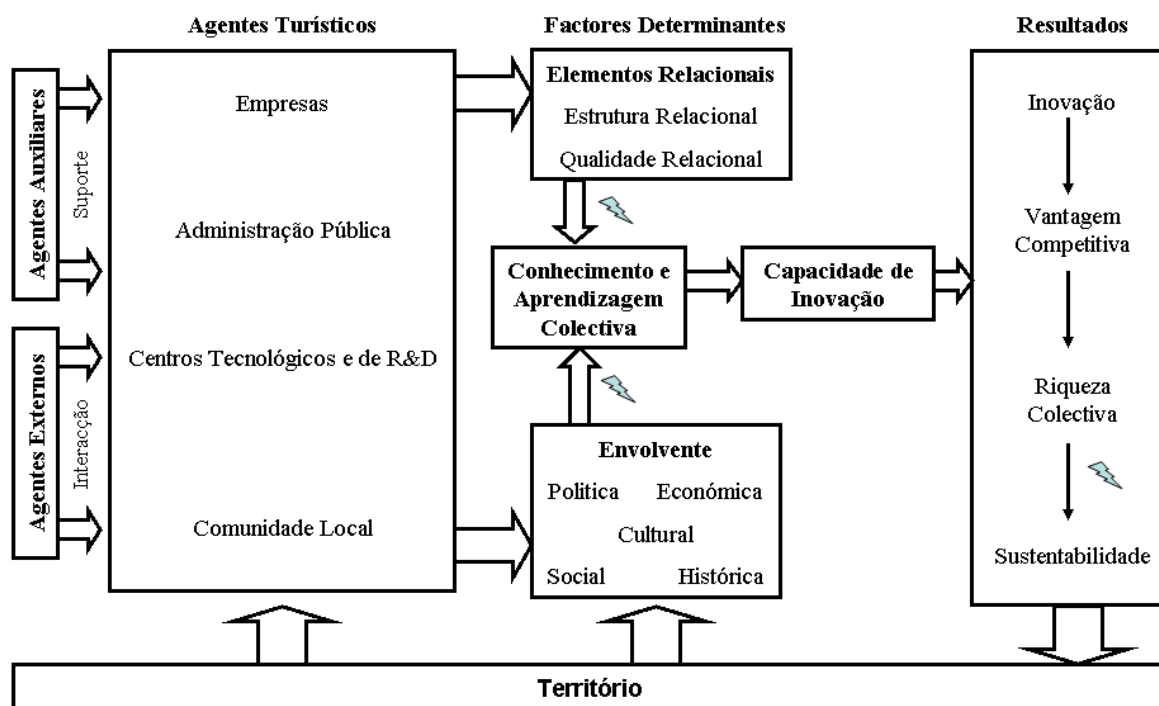 Agentes Turísticos
Factores Determinantes
Resultados
Agentes Auxiliares
Suporte
Agentes Externos
Interacção
Empresas
Administração Pública
Centros Tecnológicos e de R&D
Comunidade Local
Elementos Relacionais
Estrutura Relacional
Qualidade Relacional
Conhecimento e
Aprendizagem
Colectiva
Capacidade de
Inovação
Envolvente
Politica Económica
Cultural
Social Histórica
Inovação
Vantagem
Competitiva
Riqueza
Colectiva
Sustentabilidade
Território